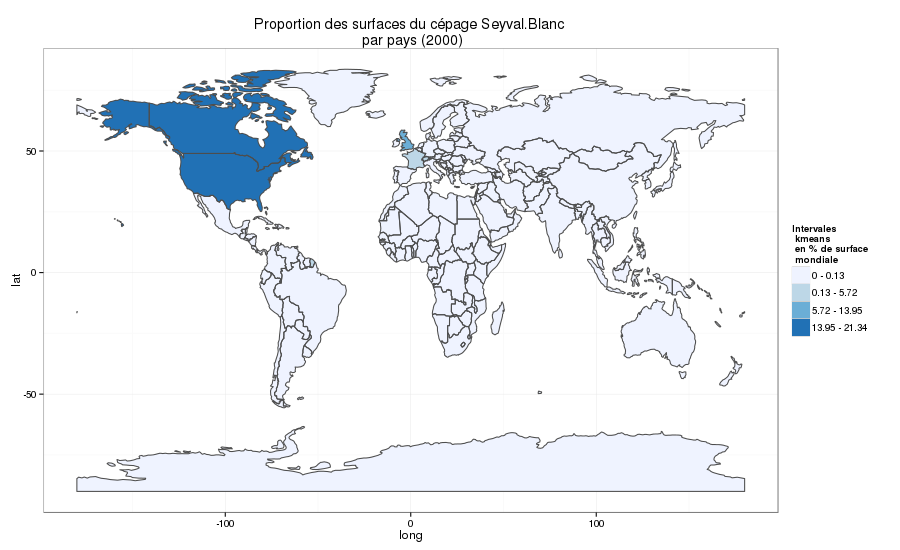 Proportion des surfaces du cépage Seyval.Blanc
par pays (2000)
50
0
-50
lat
-100
0
100
long
Intervales
kmeans
en % de surface
mondiale
0 - 0.13
0.13 - 5.72
5.72 - 13.95
13.95 - 21.34